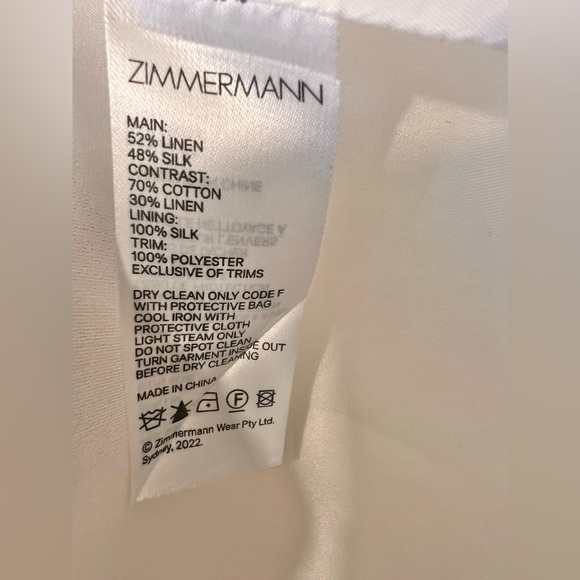 ZIMMERMANN
MAIN:
52% LINEN
48% SILK
CONTRAST:
70% COTTON
30% LINEN
LINING:
100% SILK
TRIM:
100% POLYESTER
EXCLUSIVE OF TRIMS
DRY CLEAN ONLY CODE F
WITH PROTECTIVE BAG
COOL IRON WITH
PROTECTIVE CLOTH
LIGHT STEAM ONLY
DO NOT SPOT CLEAN
TURN GARMENT INSIDE OUT
BEFORE DRY CLEANING
MADE IN CHINA
F
© Zimmermann Wear Pty Ltd.
Sydney, 2022.